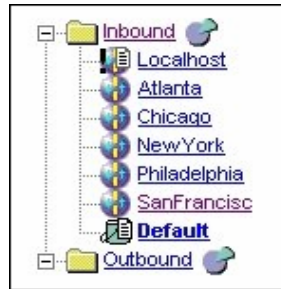 Inbound
Localhost
Atlanta
Chicago
NewYork
Philadelphia
SanFrancisc
Default
Outbound